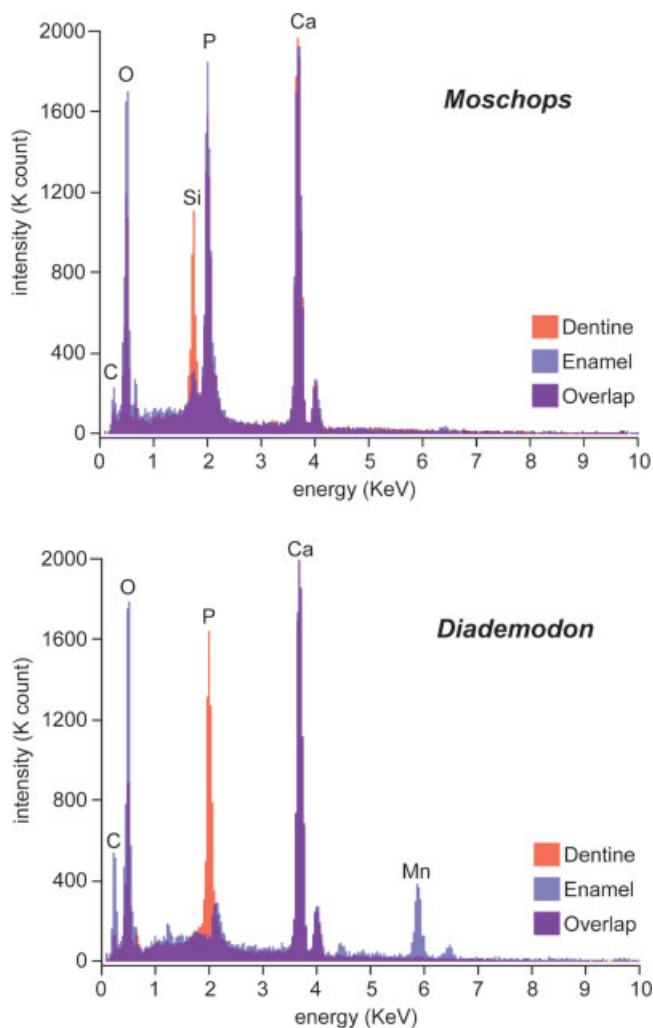 Moschops
intensity (K count)
2000
1600
1200
800
400
0
C
O
Si
P
Ca
Dentine
Enamel
Overlap
0 1 2 3 4 5 6 7 8 9 10
energy (KeV)
Diademodon
intensity (K count)
2000
1600
1200
800
400
0
C
O
P
Ca
Mn
Dentine
Enamel
Overlap
0 1 2 3 4 5 6 7 8 9 10
energy (KeV)